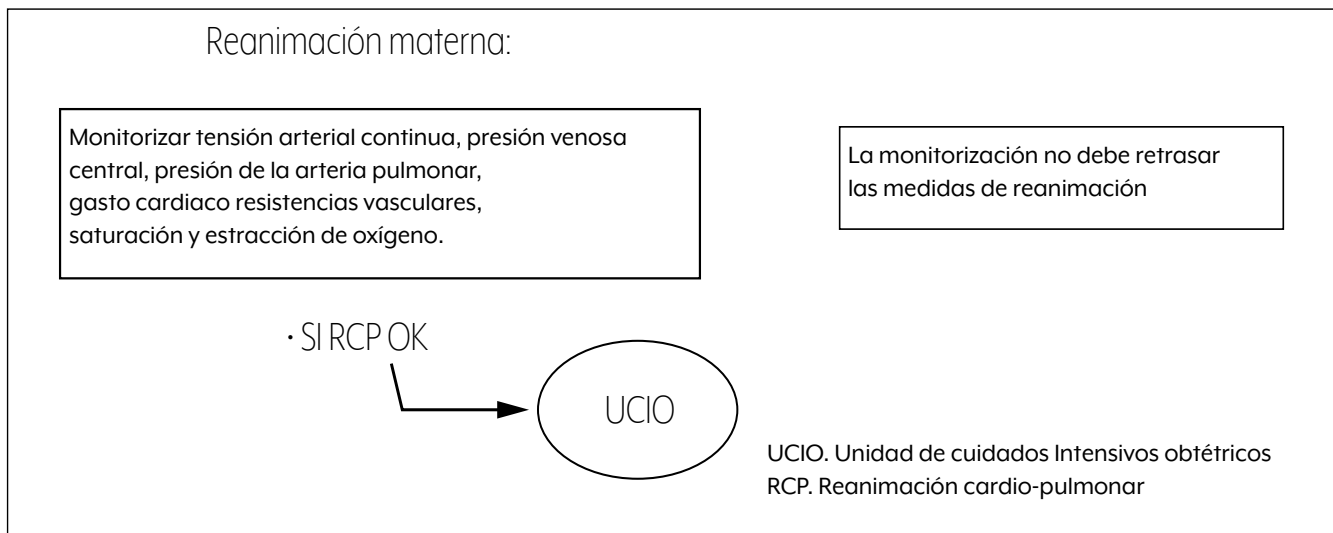 Reanimación materna:
Monitorizar tensión arterial continua, presión venosa
central, presión de la arteria pulmonar,
gasto cardiaco resistencias vasculares,
saturación y estracción de oxígeno.
La monitorización no debe retrasar
las medidas de reanimación
· SI RCP OK
UCIO
UCIO. Unidad de cuidados Intensivos obtétricos
RCP. Reanimación cardio-pulmonar